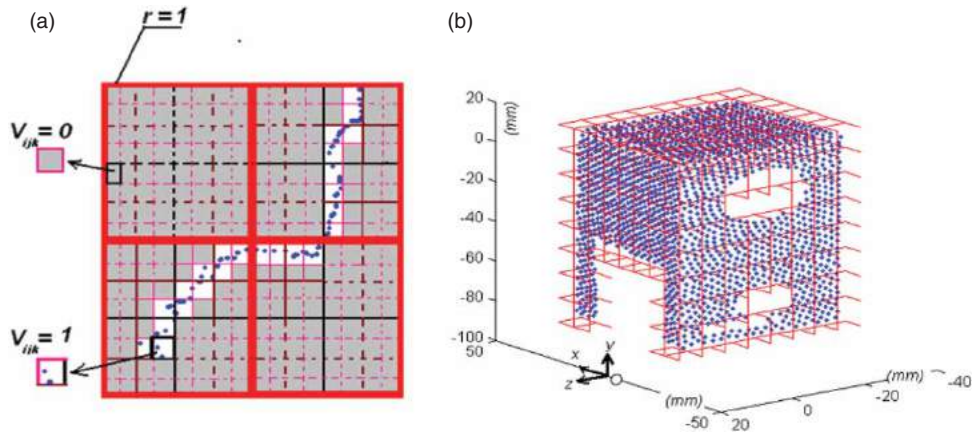 (a)
r = 1
V_ijk = 0
V_ijk = 1
(b)
20
0
-20
-40
-60
-80
-100
50
(mm)
x
y
z
O
(mm)
-50
20
0
-20
(mm)
-40